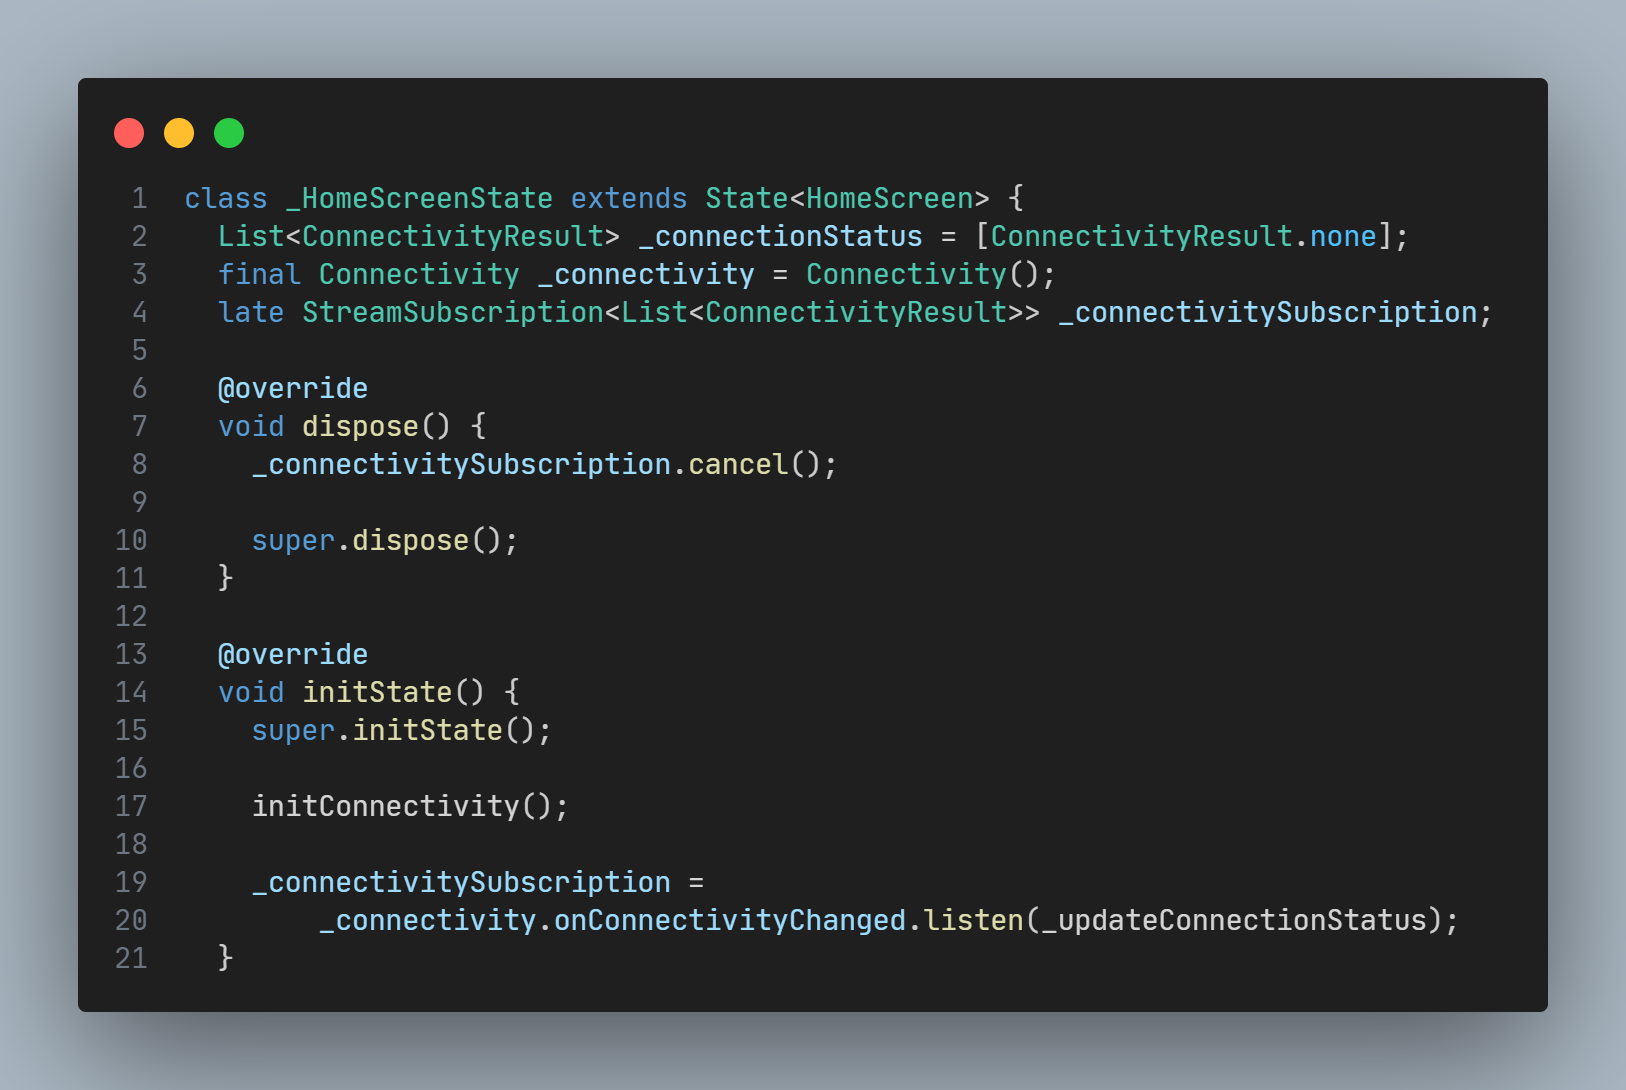 1 class _HomeScreenState extends State<HomeScreen> {
2   List<ConnectivityResult> _connectionStatus = [ConnectivityResult.none];
3   final Connectivity _connectivity = Connectivity();
4   late StreamSubscription<List<ConnectivityResult>> _connectivitySubscription;
5
6   @override
7   void dispose() {
8     _connectivitySubscription.cancel();
9
10     super.dispose();
11   }
12
13   @override
14   void initState() {
15     super.initState();
16
17     initConnectivity();
18
19     _connectivitySubscription =
20         _connectivity.onConnectivityChanged.listen(_updateConnectionStatus);
21   }